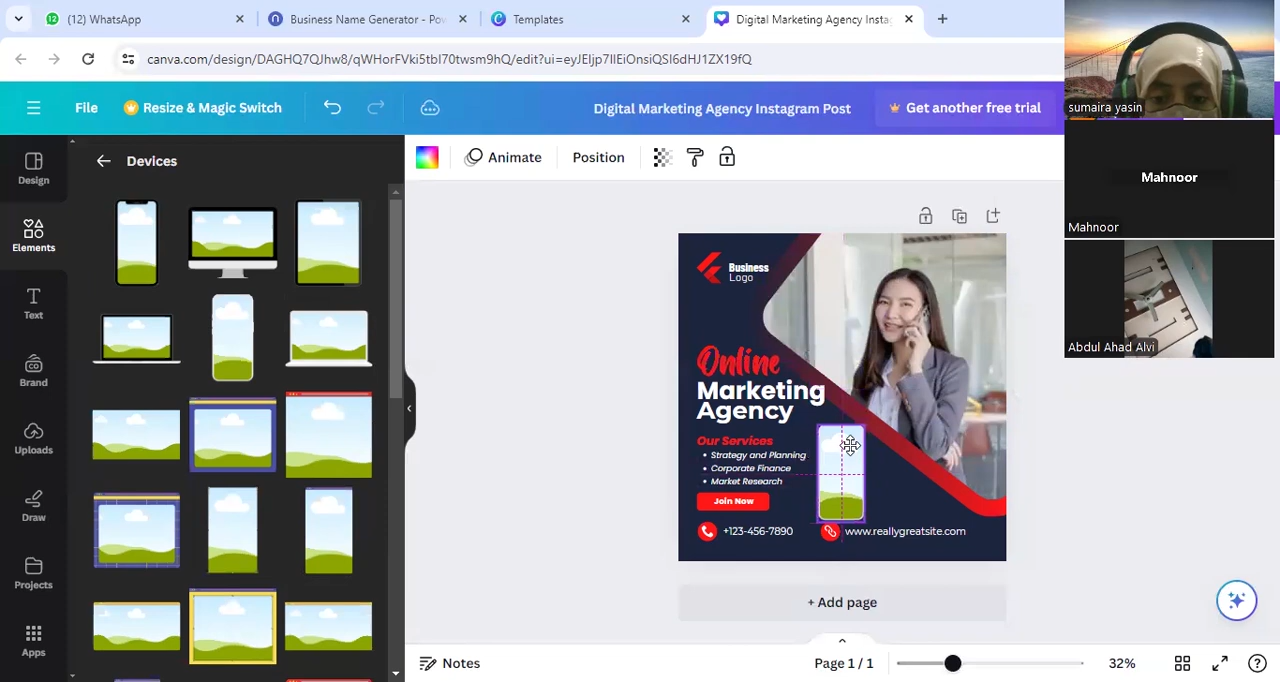 (12) WhatsApp
Business Name Generator - Pow
Templates
Digital Marketing Agency Insta
canva.com/design/DAGHQ7QJhw8/qWHorFVki5tbI70twsm9hQ/edit?ui=eyJEIjp7IlEiOnsiQSI6dHJ1ZX19fQ
File
Resize & Magic Switch
Digital Marketing Agency Instagram Post
Get another free trial
sumaira yasin
Mahnoor
Mahnoor
Abdul Ahad Alvi
Design
Elements
Text
Brand
Uploads
Draw
Projects
Apps
Devices
Animate
Position
Business
Logo
Online
Marketing
Agency
Our Services
• Strategy and Planning
• Corporate Finance
• Market Research
Join Now
+123-456-7890
www.reallygreatsite.com
+ Add page
Notes
Page 1 / 1
32%